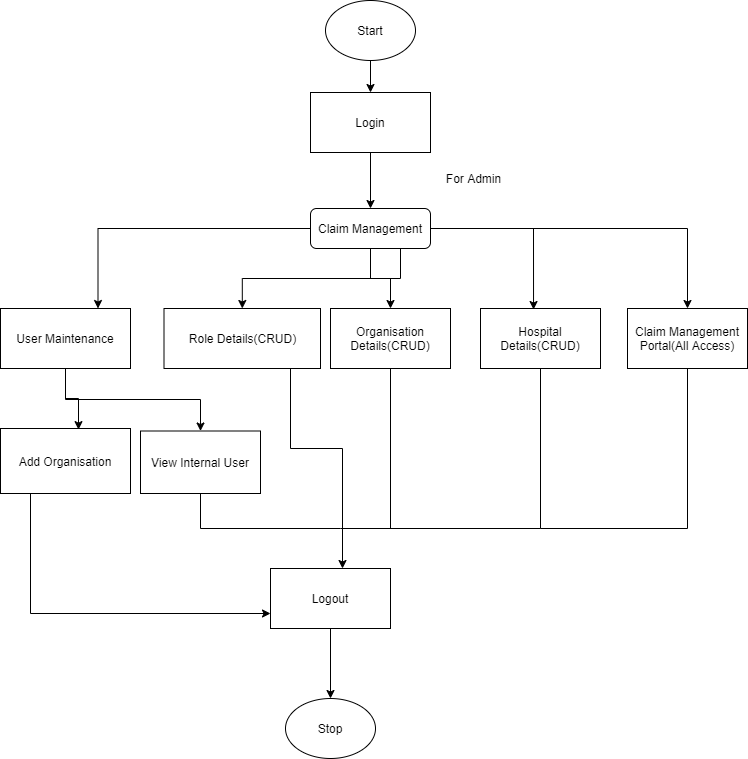 Start
Login
For Admin
Claim Management
User Maintenance
Role Details(CRUD)
Organisation
Details(CRUD)
Hospital
Details(CRUD)
Claim Management
Portal(All Access)
Add Organisation
View Internal User
Logout
Stop